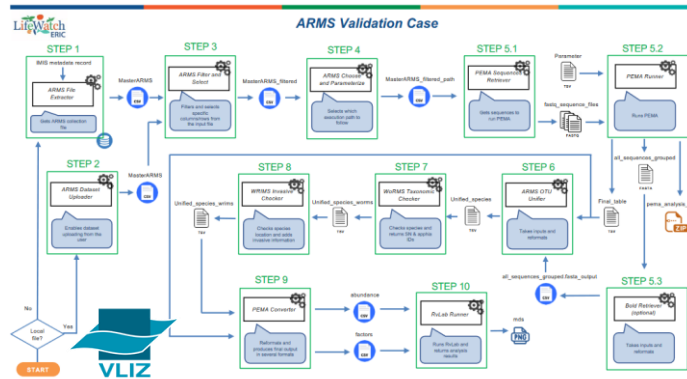 LifeWatch
ERIC
ARMS Validation Case
STEP 1
IMIS metadata record
ARMS File
Extractor
Gets ARMS collection
file
MasterARMS
CSV
STEP 2
ARMS Dataset
Uploader
Enables dataset
uploading from the
user
MasterARMS
CSV
STEP 3
ARMS Filter and
Select
Filters and selects
specific
columns/rows from
the input file
MasterARMS_filtered
CSV
STEP 4
ARMS Choose
and Parameterize
Selects which
execution path to
follow
MasterARMS_filtered_path
CSV
STEP 5.1
PEMA Sequences
Retriever
Gets sequences to
run PEMA
Parameter
TSV
fastq_sequence_files
FASTQ
STEP 5.2
PEMA Runner
Runs PEMA
all_sequences_grouped
FASTA
Final_table
TSV
pema_analysis_
ZIP
STEP 5.3
Bold Retriever
(optional)
Takes inputs and
reformats
all_sequences_grouped.fasta_output
CSV
STEP 6
ARMS OTU
Unifier
Takes inputs and
reformats
Unified_species
TSV
STEP 7
WoRMS Taxonomic
Checker
Checks species and
returns SN & aphia
IDs
Unified_species_worms
TSV
STEP 8
WRIMS Invasive
Checker
Checks species
location and adds
invasive information
Unified_species_wrims
TSV
STEP 9
PEMA Convertor
Reformats and
produces final output
in several formats
abundance
CSV
factors
CSV
STEP 10
RvLab Runner
Runs RvLab and
returns analysis
results
mds
PNG
No
Yes
Local
file?
START
VLIZ